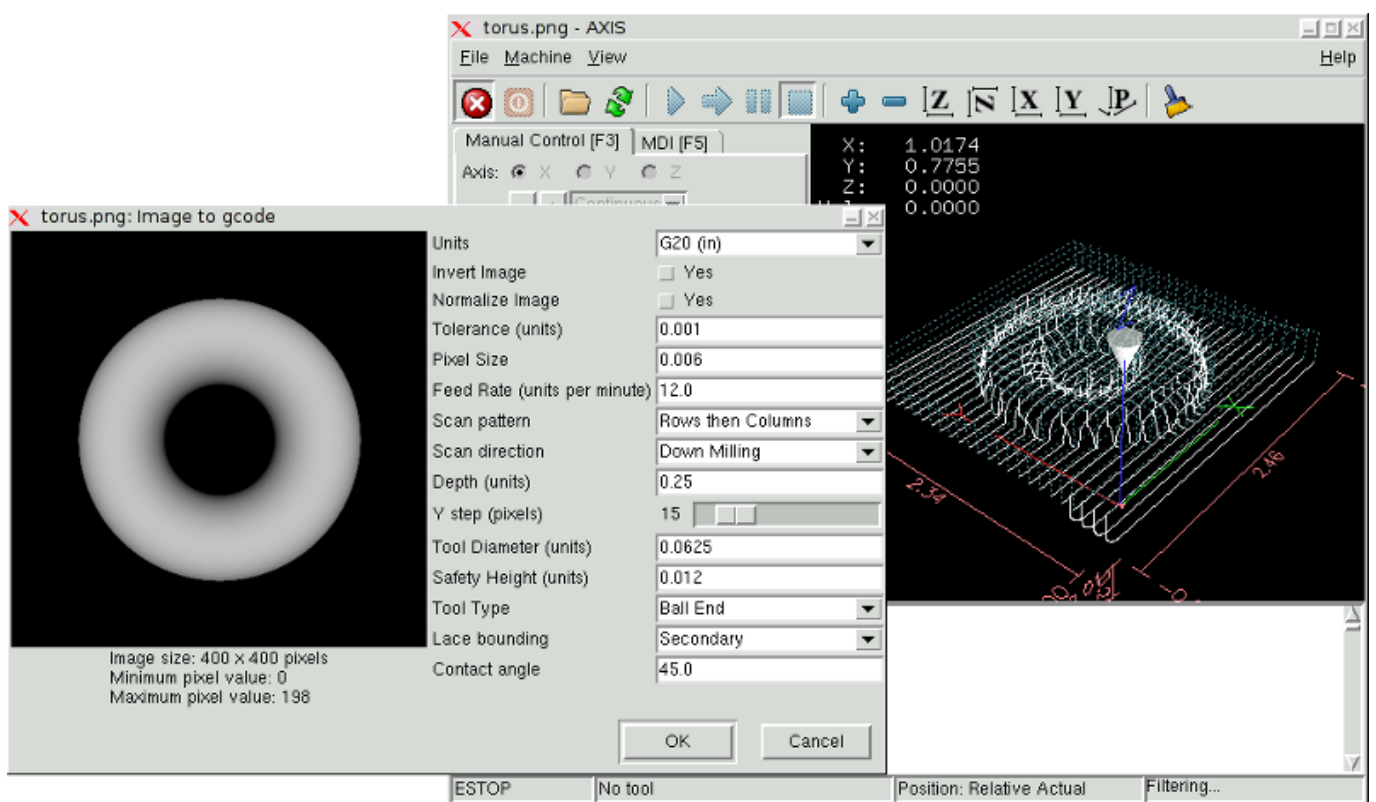 torus.png - AXIS
File Machine View Help
Z N X Y P
Manual Control [F3] MDI [F5]
Axis: X Y Z
Continuous
X: 1.0174
Y: 0.7755
Z: 0.0000
0.0000
torus.png: Image to gcode
Units G20 (in)
Invert Image Yes
Normalize Image Yes
Tolerance (units) 0.001
Pixel Size 0.006
Feed Rate (units per minute) 12.0
Scan pattern Rows then Columns
Scan direction Down Milling
Depth (units) 0.25
Y step (pixels) 15
Tool Diameter (units) 0.0625
Safety Height (units) 0.012
Tool Type Ball End
Lace bounding Secondary
Contact angle 45.0
Image size: 400 x 400 pixels
Minimum pixel value: 0
Maximum pixel value: 198
OK Cancel
2.34
2.46
X
Y
ESTOP No tool Position: Relative Actual Filtering...